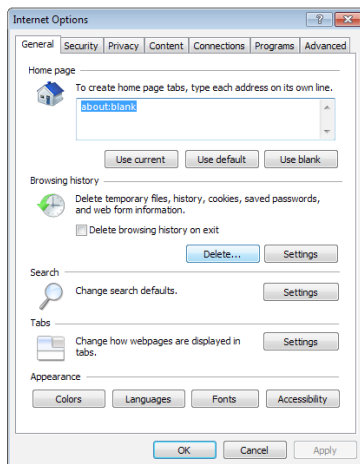 Internet Options
General Security Privacy Content Connections Programs Advanced
Home page
To create home page tabs, type each address on its own line.
about:blank
Use current Use default Use blank
Browsing history
Delete temporary files, history, cookies, saved passwords,
and web form information.
Delete browsing history on exit
Delete... Settings
Search
Change search defaults. Settings
Tabs
Change how webpages are displayed in
tabs. Settings
Appearance
Colors Languages Fonts Accessibility
OK Cancel Apply